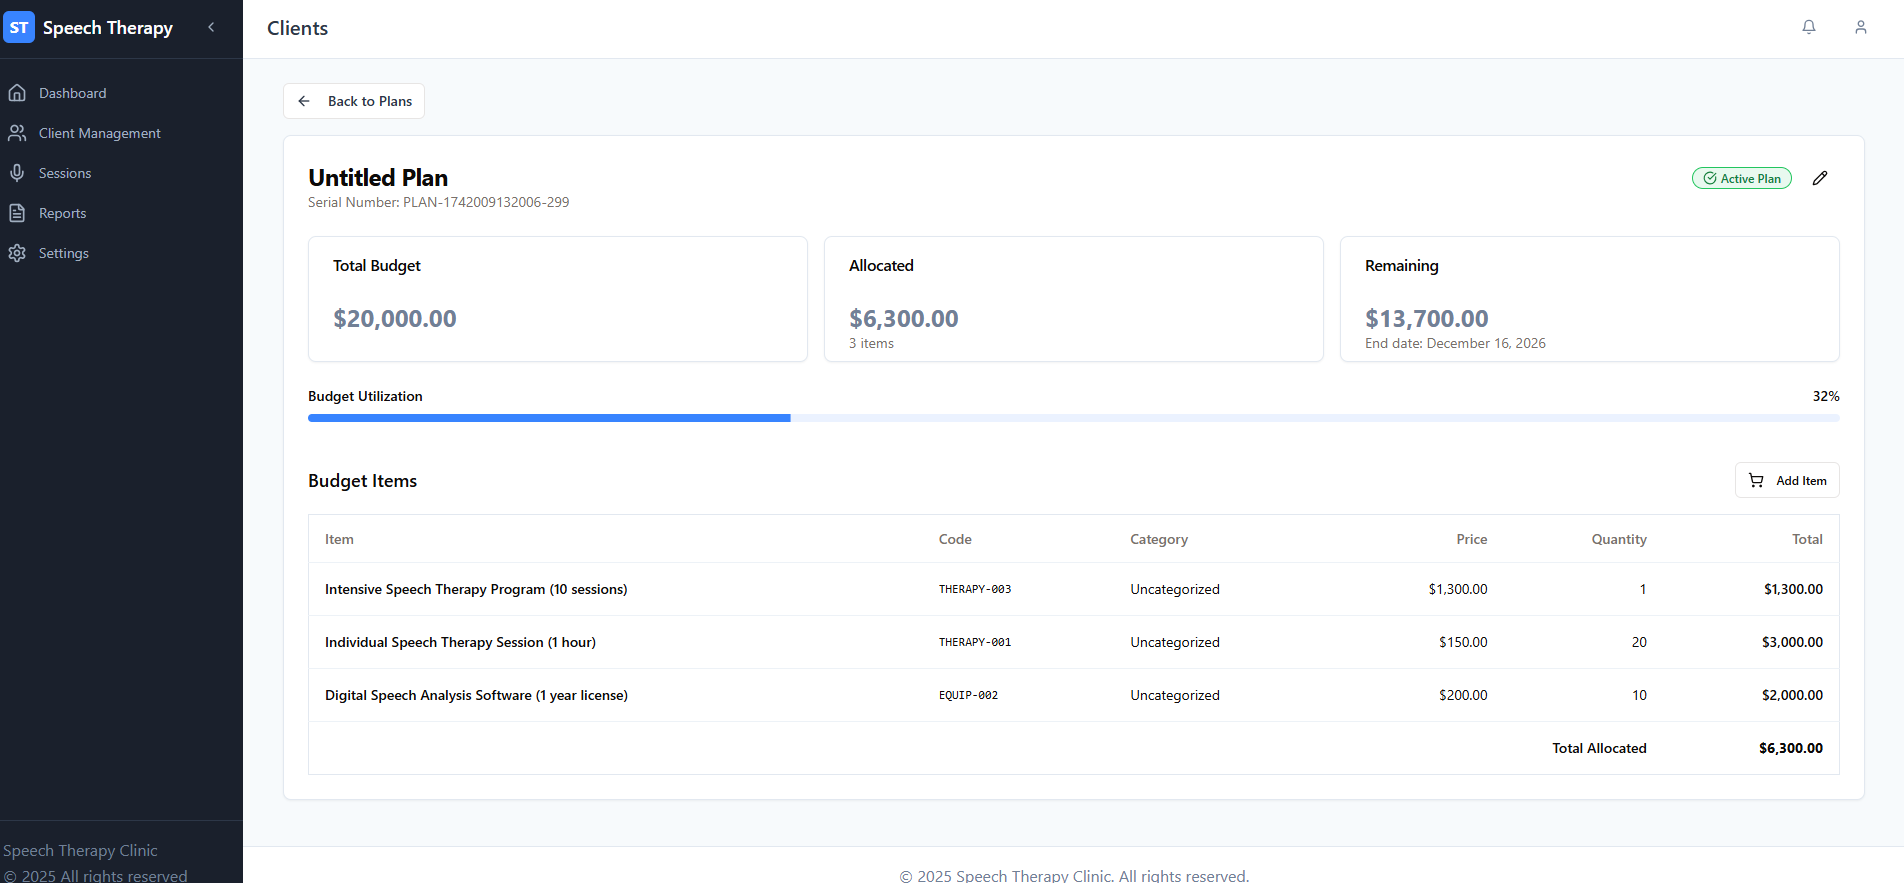 ST Speech Therapy
Dashboard
Client Management
Sessions
Reports
Settings
Speech Therapy Clinic
© 2025 All rights reserved
Clients
Back to Plans
Untitled Plan
Serial Number: PLAN-1742009132006-299
Active Plan
Total Budget
$20,000.00
Allocated
$6,300.00
3 items
Remaining
$13,700.00
End date: December 16, 2026
Budget Utilization 32%
Budget Items
Add Item
Item Code Category Price Quantity Total
Intensive Speech Therapy Program (10 sessions) THERAPY-003 Uncategorized $1,300.00 1 $1,300.00
Individual Speech Therapy Session (1 hour) THERAPY-001 Uncategorized $150.00 20 $3,000.00
Digital Speech Analysis Software (1 year license) EQUIP-002 Uncategorized $200.00 10 $2,000.00
Total Allocated $6,300.00
© 2025 Speech Therapy Clinic. All rights reserved.